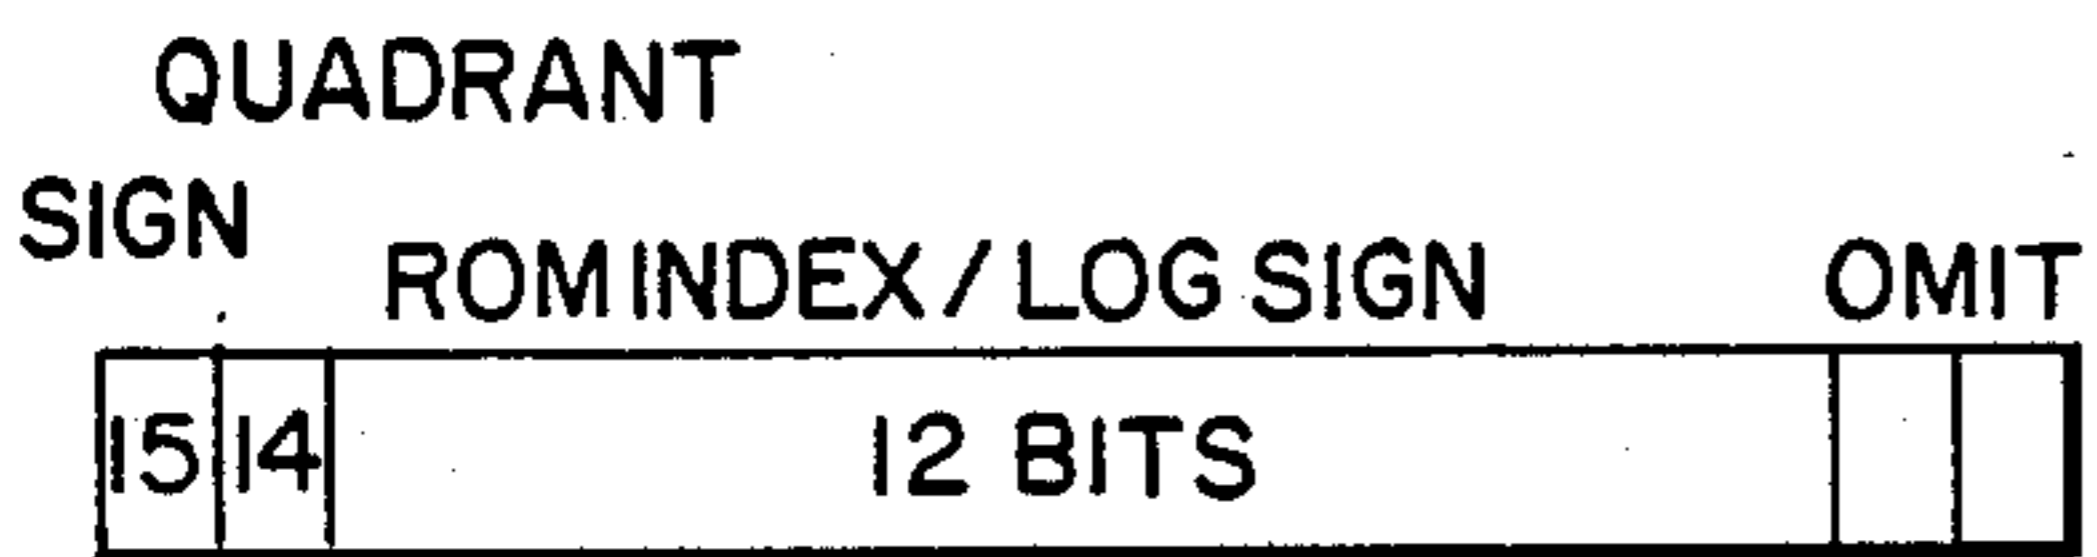 QUADRANT
SIGN
ROM INDEX / LOG SIGN OMIT
15 14 12 BITS